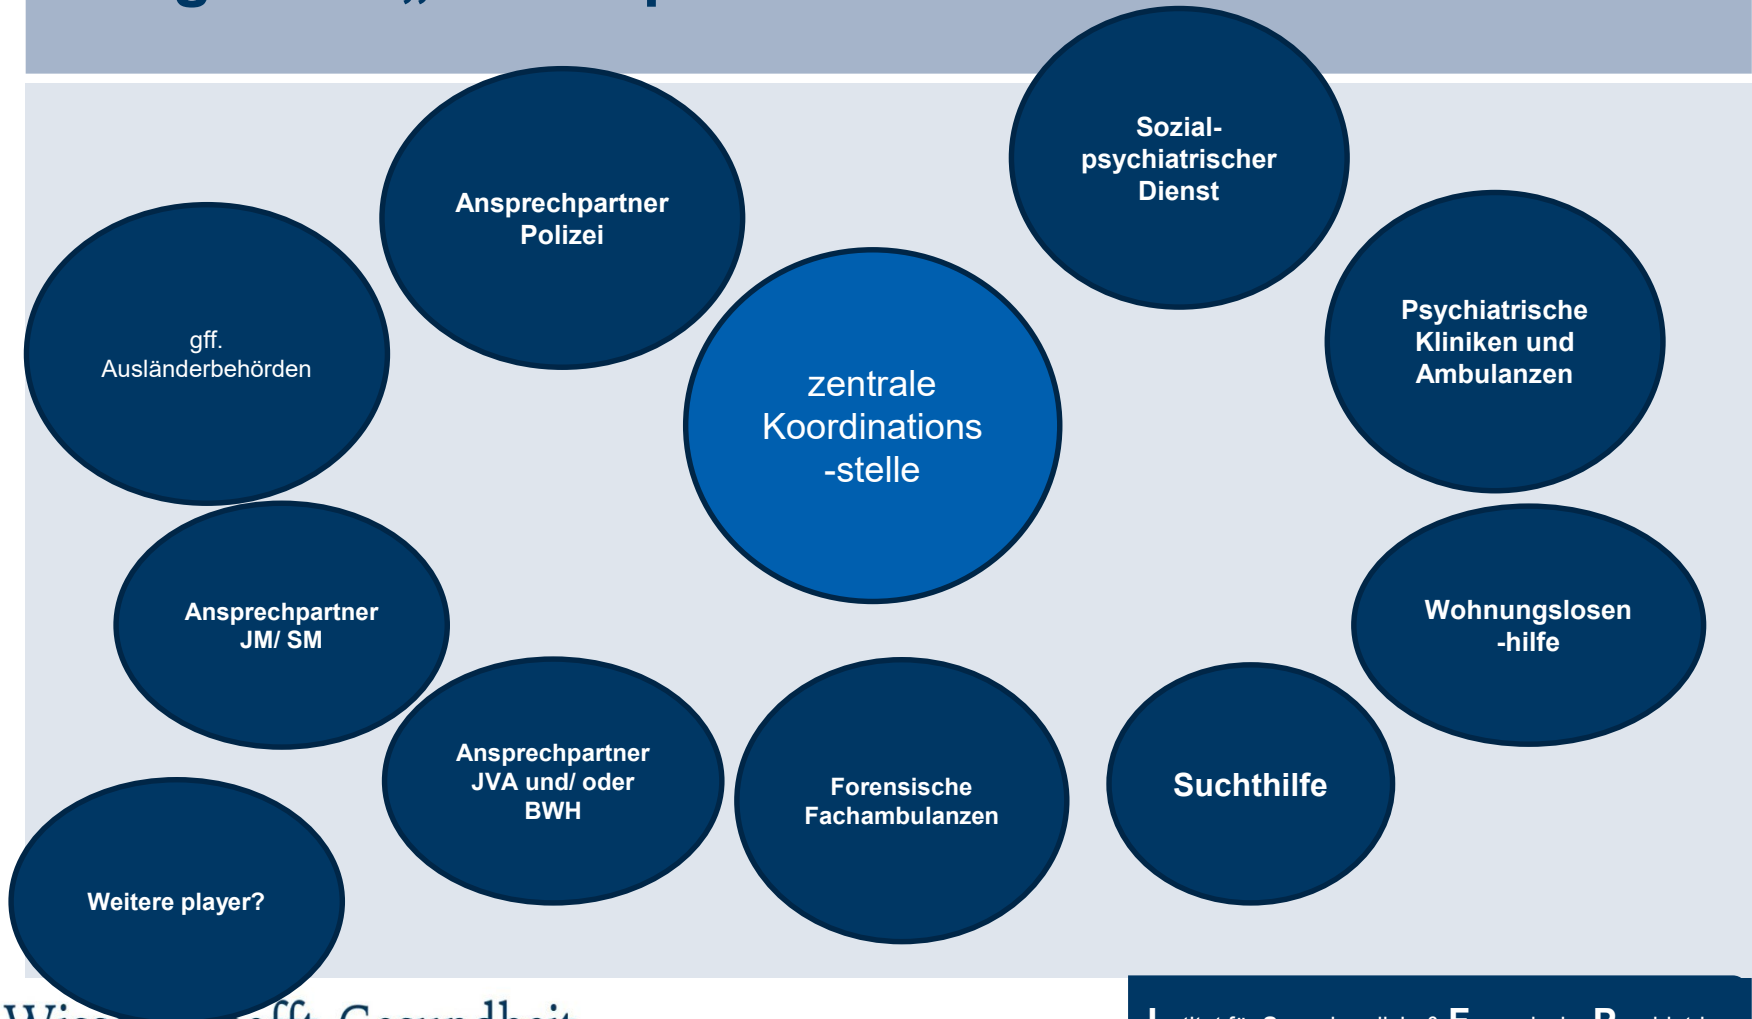 Sozial-
psychiatrischer
Dienst
Ansprechpartner
Polizei
Psychiatrische
Kliniken und
Ambulanzen
gff.
Ausländerbehörden
zentrale
Koordinations
-stelle
Ansprechpartner
JM/ SM
Wohnungslosen
-hilfe
Ansprechpartner
JVA und/ oder
BWH
Forensische
Fachambulanzen
Suchthilfe
Weitere player?
Gesundheit